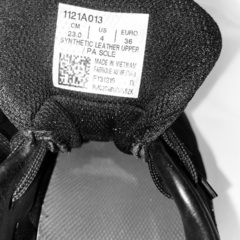 1121A013
CM US EURO
23.0 4 36
SYNTHETIC LEATHER UPPER
PA SOLE
MADE IN VIETNAM